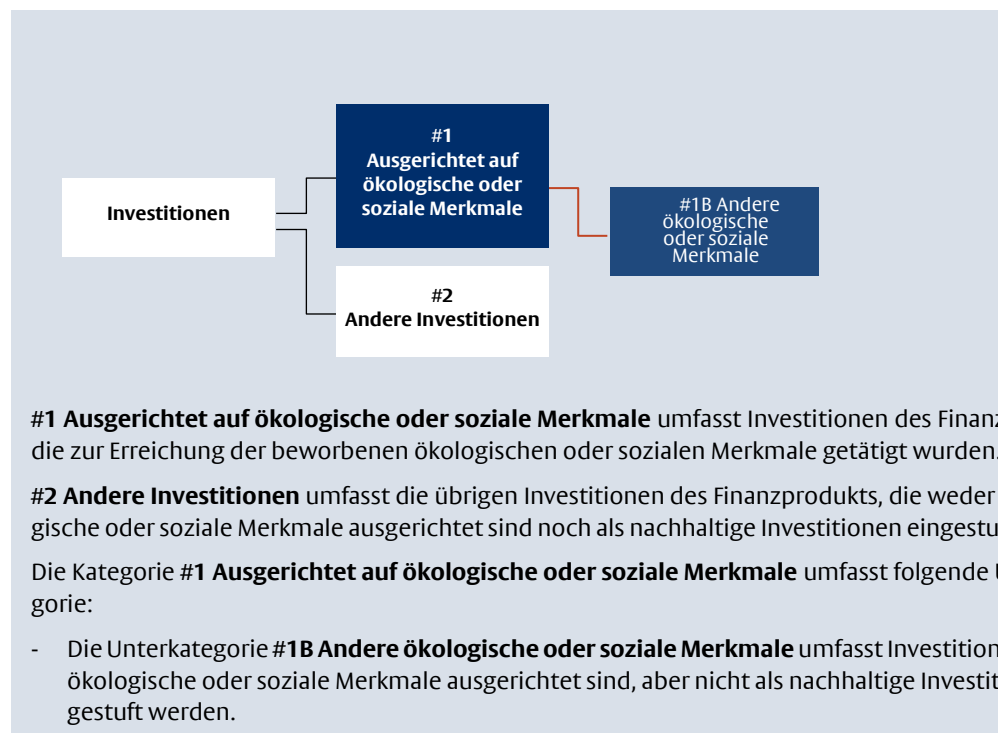 #1
Ausgerichtet auf
ökologische oder
soziale Merkmale
Investitionen
#1B Andere
ökologische
oder soziale
Merkmale
#2
Andere Investitionen
#1 Ausgerichtet auf ökologische oder soziale Merkmale umfasst Investitionen des Finanz
die zur Erreichung der beworbenen ökologischen oder sozialen Merkmale getätigt wurden.
#2 Andere Investitionen umfasst die übrigen Investitionen des Finanzprodukts, die weder
gische oder soziale Merkmale ausgerichtet sind noch als nachhaltige Investitionen eingestu
Die Kategorie #1 Ausgerichtet auf ökologische oder soziale Merkmale umfasst folgende
gorie:
- Die Unterkategorie #1B Andere ökologische oder soziale Merkmale umfasst Investition
ökologische oder soziale Merkmale ausgerichtet sind, aber nicht als nachhaltige Investit
gestuft werden.